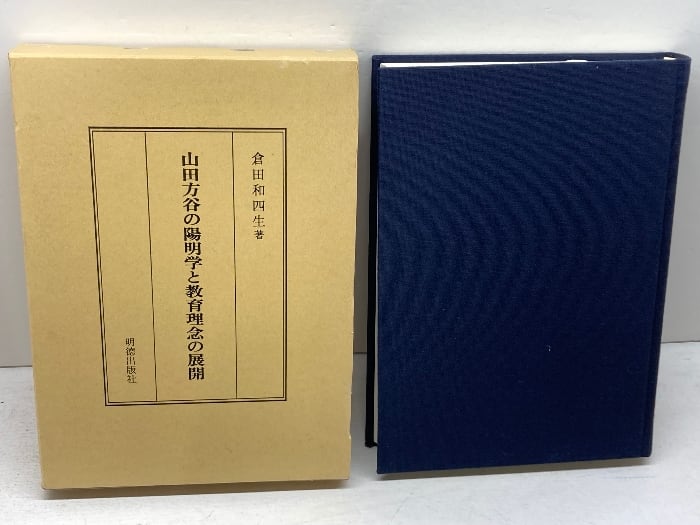 倉田和四生著
山田方谷の陽明学と教育理念の展開
明徳出版社